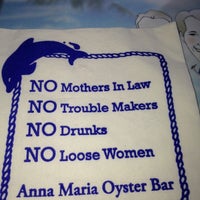 NO Mothers In Law
NO Trouble Makers
NO Drunks
NO Loose Women
Anna Maria Oyster Bar